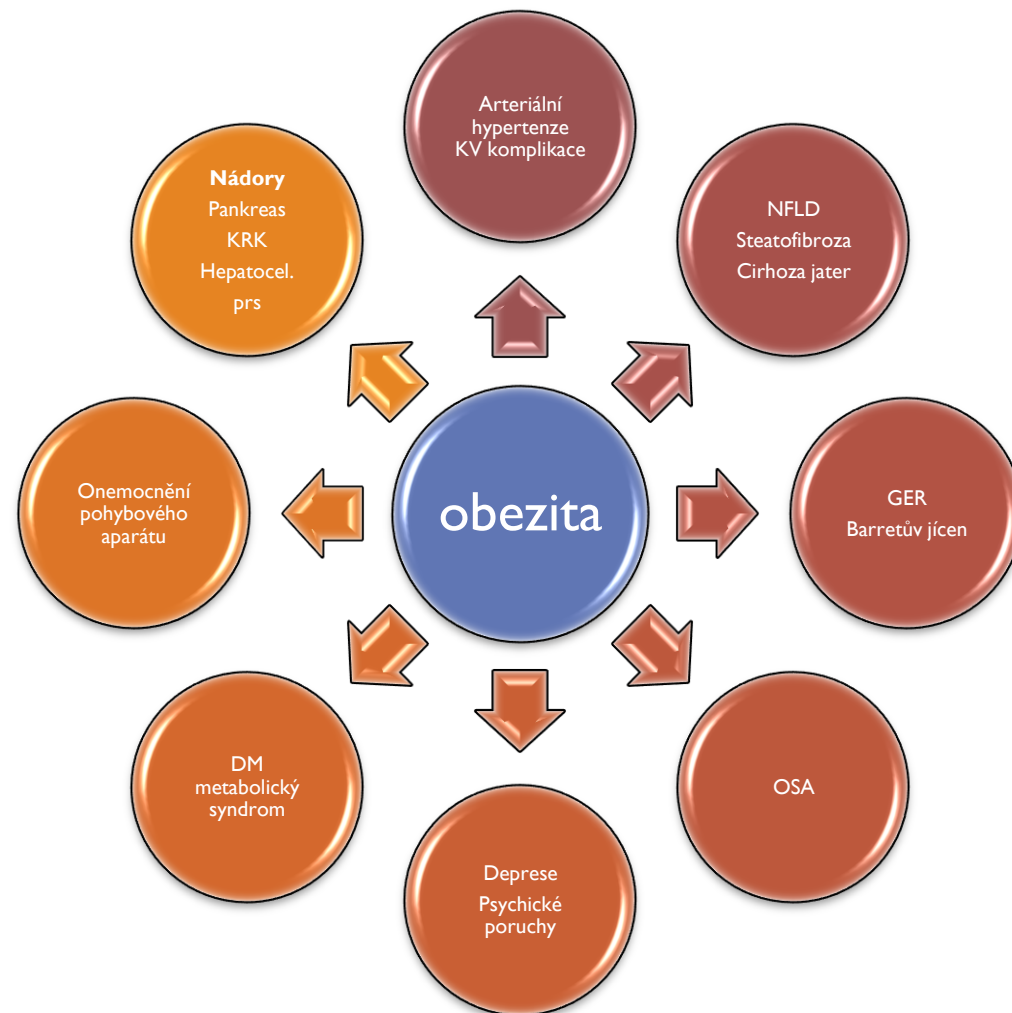 Arteriální
hypertenze
KV komplikace
NFLD
Steatofibroza
Cirhoza jater
GER
Barretův jícen
OSA
Deprese
Psychické
poruchy
DM
metabolický
syndrom
Onemocnění
pohybového
aparátu
Nádory
Pankreas
KRK
Hepatocel.
prs
obezita